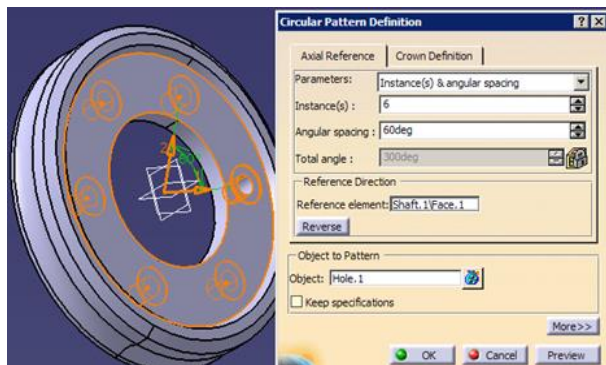 Circular Pattern Definition
Axial Reference Crown Definition
Parameters: Instance(s) & angular spacing
Instance(s) : 6
Angular spacing : 60deg
Total angle : 300deg
Reference Direction
Reference element: Shaft.1\Face.1
Reverse
Object to Pattern
Object: Hole.1
Keep specifications
More>>
OK Cancel Preview